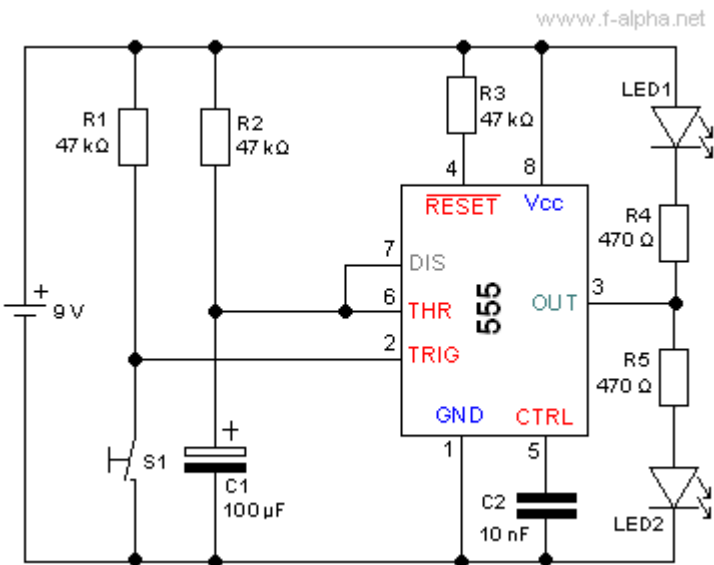 www.f-alpha.net
LED1
R1
47 kΩ
R2
47 kΩ
R3
47 kΩ
4
8
RESET
Vcc
R4
470 Ω
7
DIS
+
9 V
6
THR
555
OUT
3
2
TRIG
R5
470 Ω
GND
CTRL
1
5
+
S1
C1
100 µF
C2
10 nF
LED2